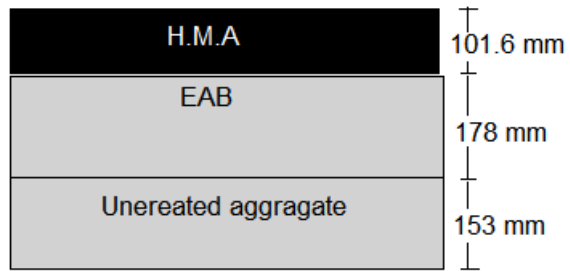 H.M.A
101.6 mm
EAB
178 mm
Unereated aggragate
153 mm